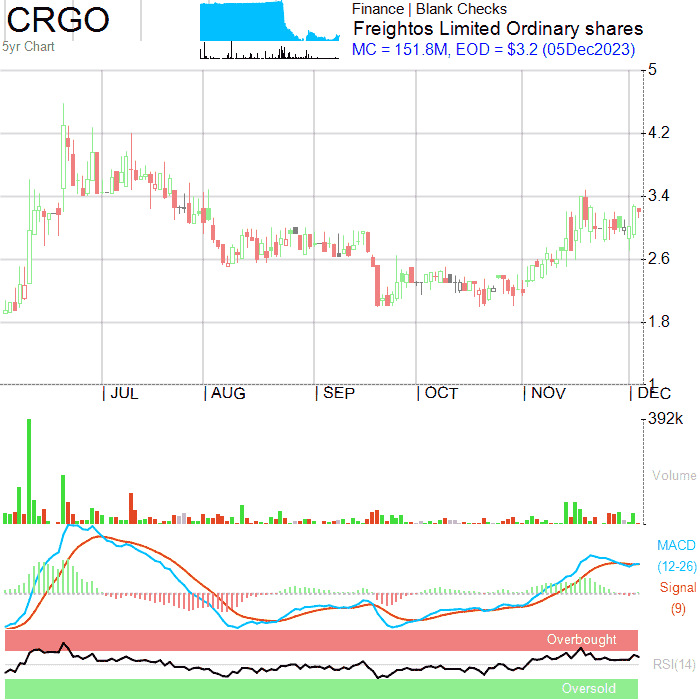 CRGO
5yr Chart
Finance | Blank Checks
Freightos Limited Ordinary shares
MC = 151.8M, EOD = $3.2 (05Dec2023)
5
4.2
3.4
2.6
1.8
1
| JUL | AUG | SEP | OCT | NOV | DEC
392k
Volume
MACD
(12-26)
Signal
(9)
Overbought
RSI(14)
Oversold